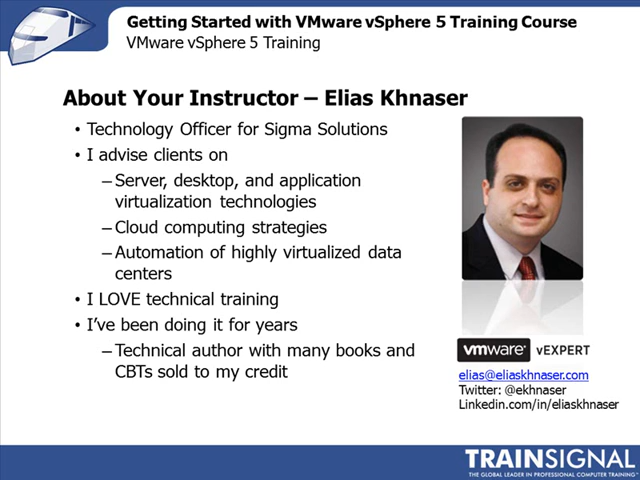 Getting Started with VMware vSphere 5 Training Course
VMware vSphere 5 Training
About Your Instructor – Elias Khnaser
• Technology Officer for Sigma Solutions
• I advise clients on
– Server, desktop, and application
virtualization technologies
– Cloud computing strategies
– Automation of highly virtualized data
centers
• I LOVE technical training
• I've been doing it for years
– Technical author with many books and
CBTs sold to my credit
vmware vEXPERT
elias@eliaskhnaser.com
Twitter: @ekhnaser
Linkedin.com/in/eliaskhnaser
TRAINSIGNAL
THE GLOBAL LEADER IN PROFESSIONAL COMPUTER TRAINING